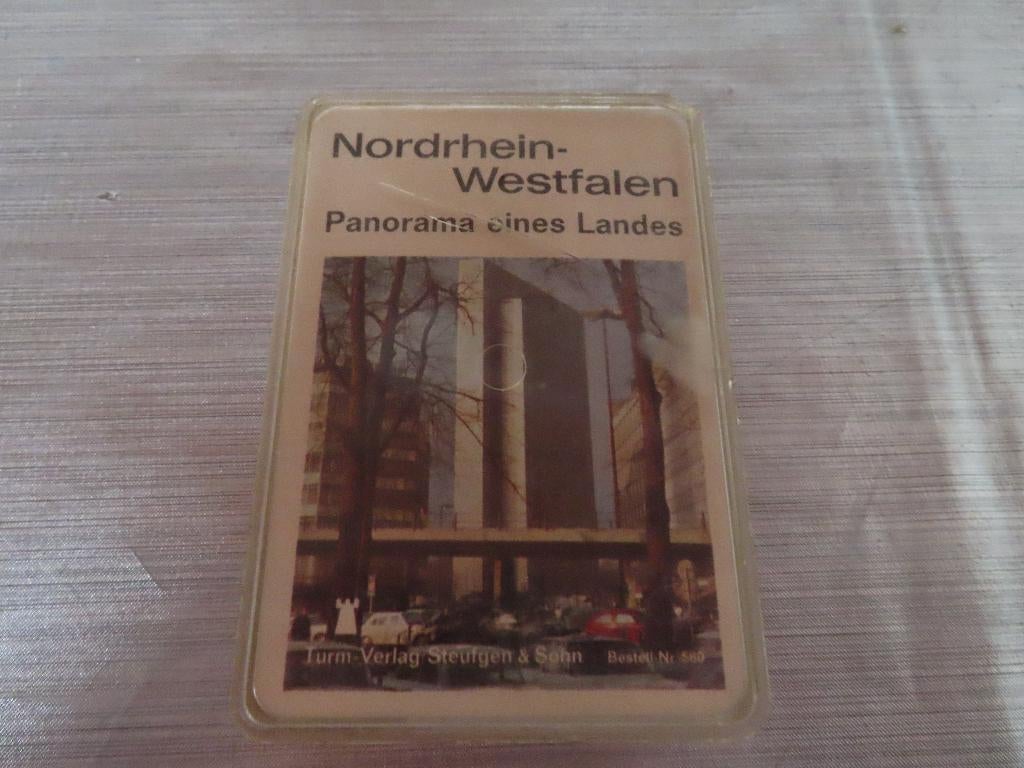 Nordrhein-
Westfalen
Panorama eines Landes
Turm-Verlag Steufgen & Sohn Bestell Nr. 560